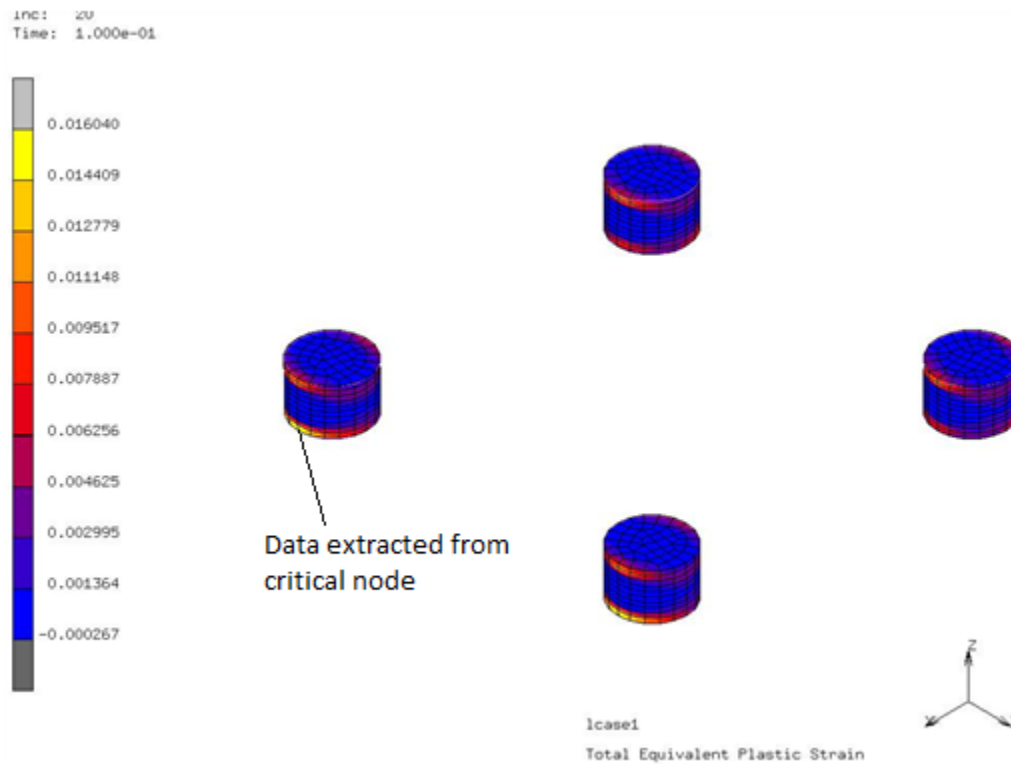 Inc: 20
Time: 1.000e-01
0.016040
0.014409
0.012779
0.011148
0.009517
0.007887
0.006256
0.004625
0.002995
0.001364
-0.000267
Data extracted from
critical node
Z
lcase1
Total Equivalent Plastic Strain